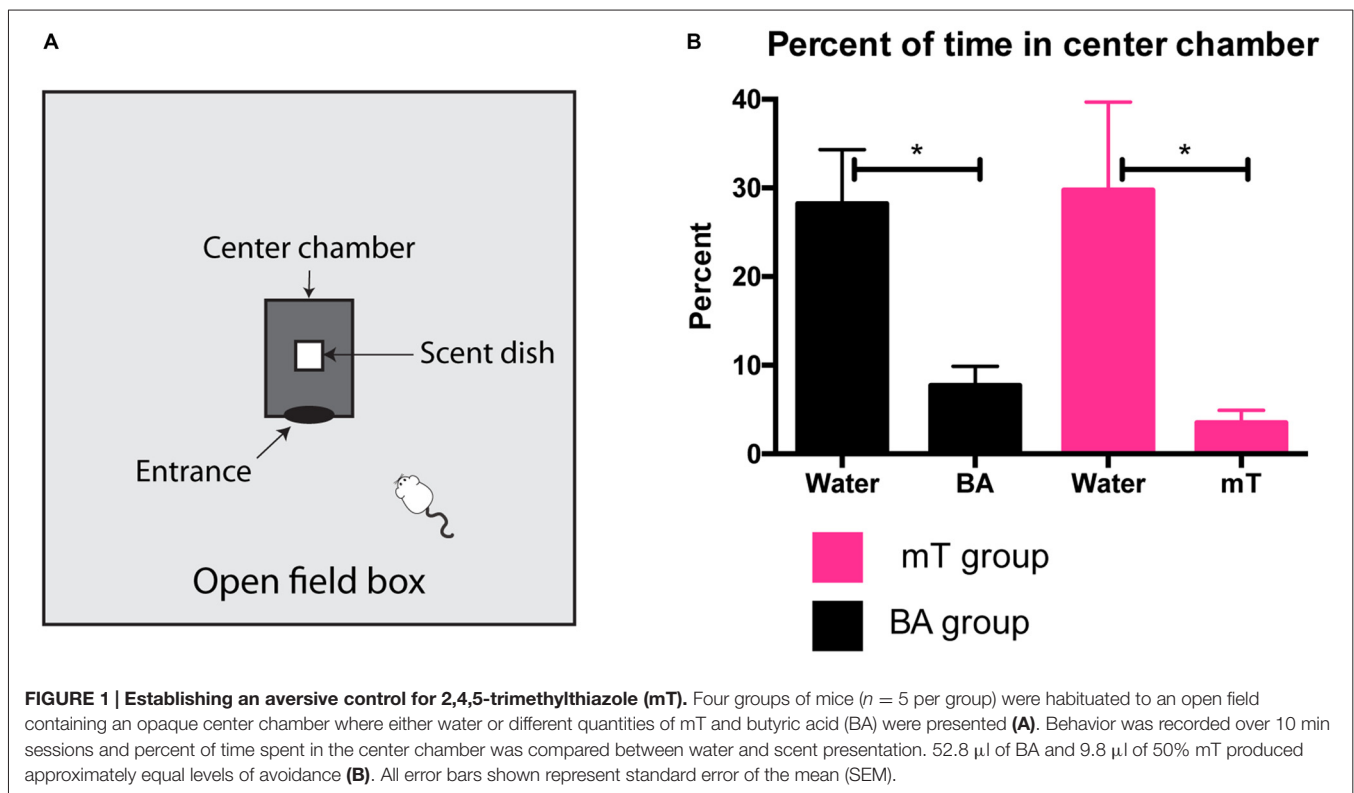 A
Center chamber
Scent dish
Entrance
Open field box
B
Percent of time in center chamber
Percent
40
30
20
10
0
*
*
Water BA Water mT
mT group
BA group
FIGURE 1 | Establishing an aversive control for 2,4,5-trimethylthiazole (mT). Four groups of mice (n = 5 per group) were habituated to an open field
containing an opaque center chamber where either water or different quantities of mT and butyric acid (BA) were presented (A). Behavior was recorded over 10 min
sessions and percent of time spent in the center chamber was compared between water and scent presentation. 52.8 µl of BA and 9.8 µl of 50% mT produced
approximately equal levels of avoidance (B). All error bars shown represent standard error of the mean (SEM).